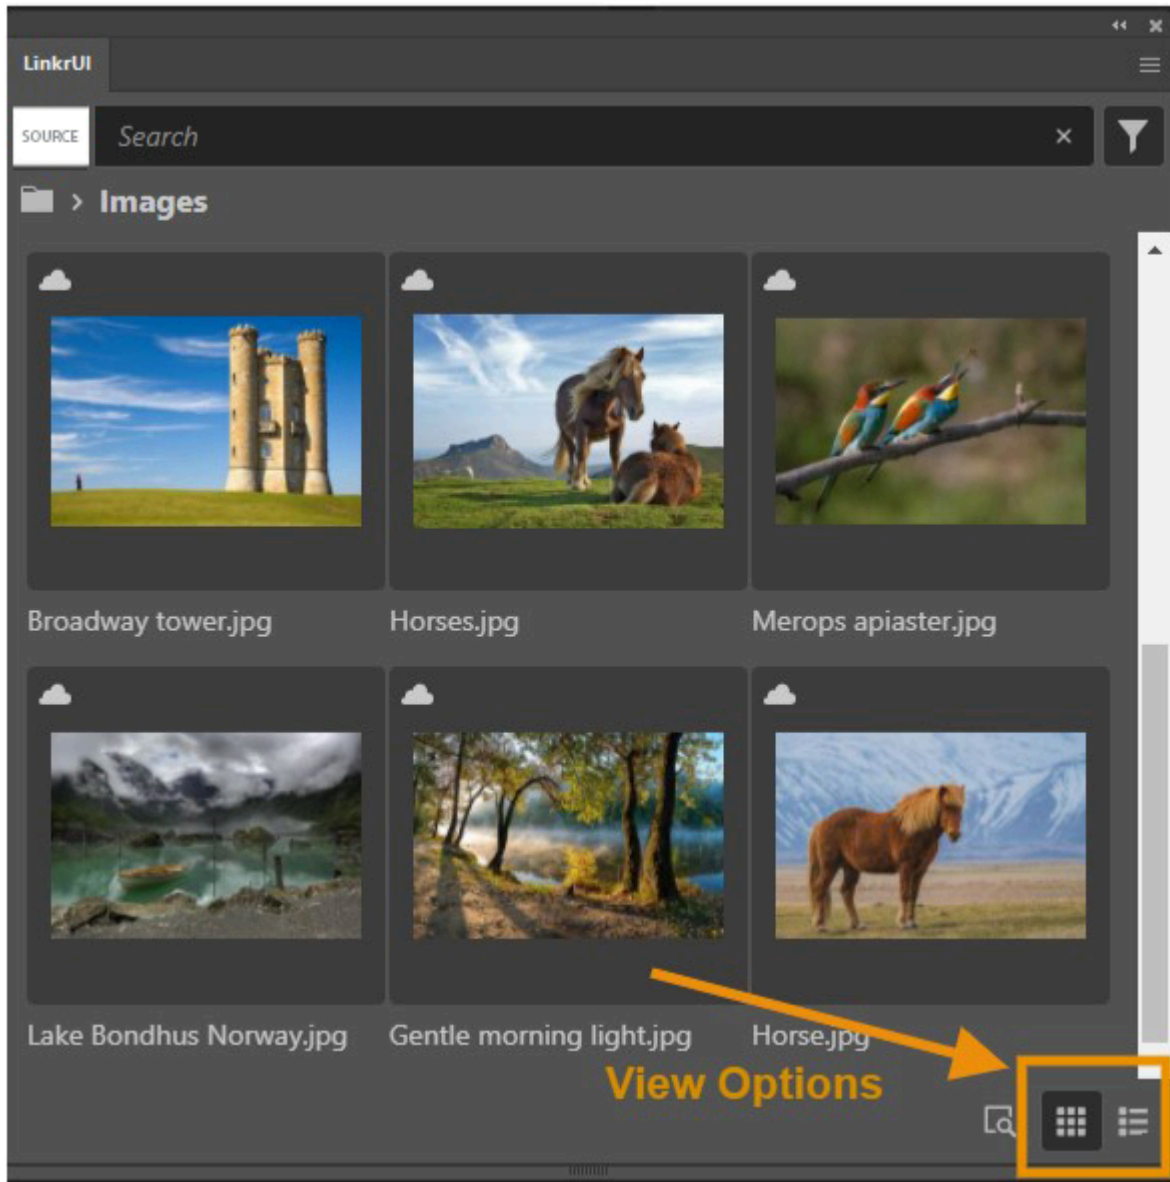 LinkrUI
SOURCE
Search
Images
Broadway tower.jpg
Horses.jpg
Merops apiaster.jpg
Lake Bondhus Norway.jpg
Gentle morning light.jpg
Horse.jpg
View Options